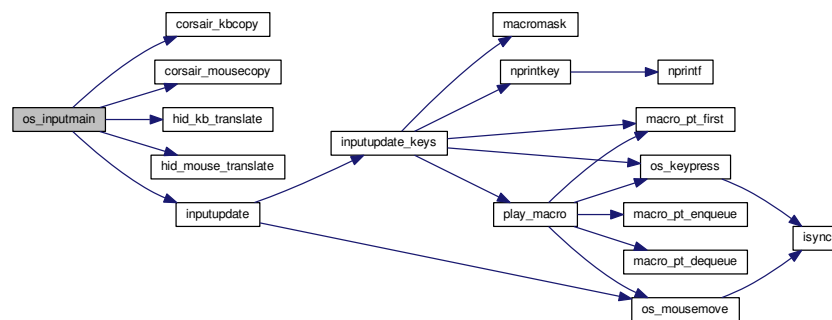 os_inputmain
corsair_kbcopy
corsair_mousecopy
hid_kb_translate
hid_mouse_translate
inputupdate
inputupdate_keys
macromask
nprintkey
nprintf
macro_pt_first
os_keypress
play_macro
macro_pt_enqueue
macro_pt_dequeue
os_mousemove
isync